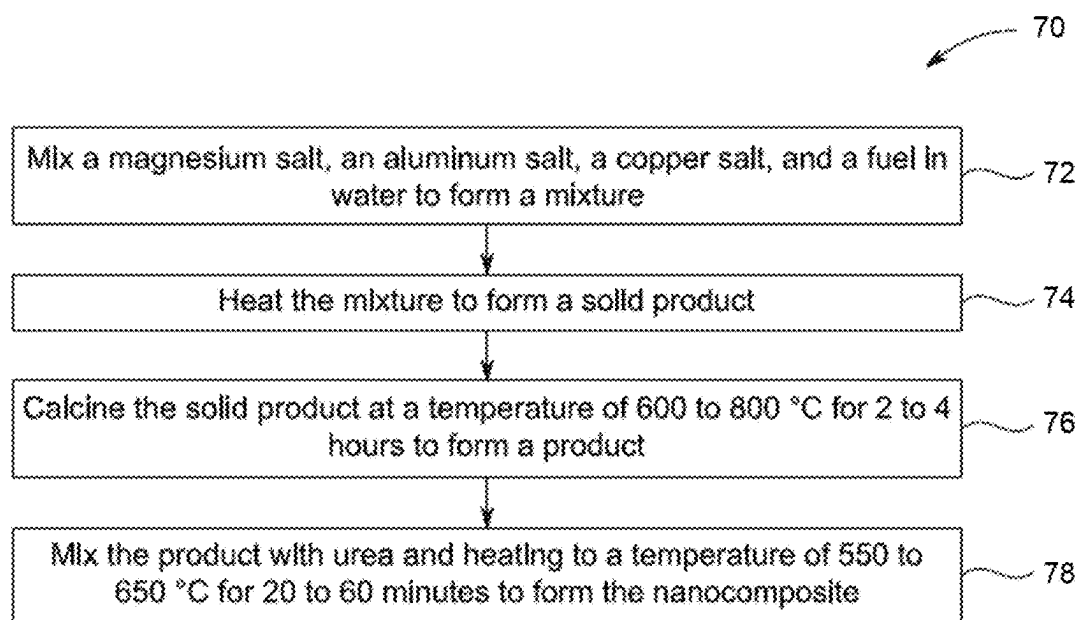 70
Mix a magnesium salt, an aluminum salt, a copper salt, and a fuel in
water to form a mixture
72
Heat the mixture to form a solid product
74
Calcine the solid product at a temperature of 600 to 800 °C for 2 to 4
hours to form a product
76
Mix the product with urea and heating to a temperature of 550 to
650 °C for 20 to 60 minutes to form the nanocomposite
78